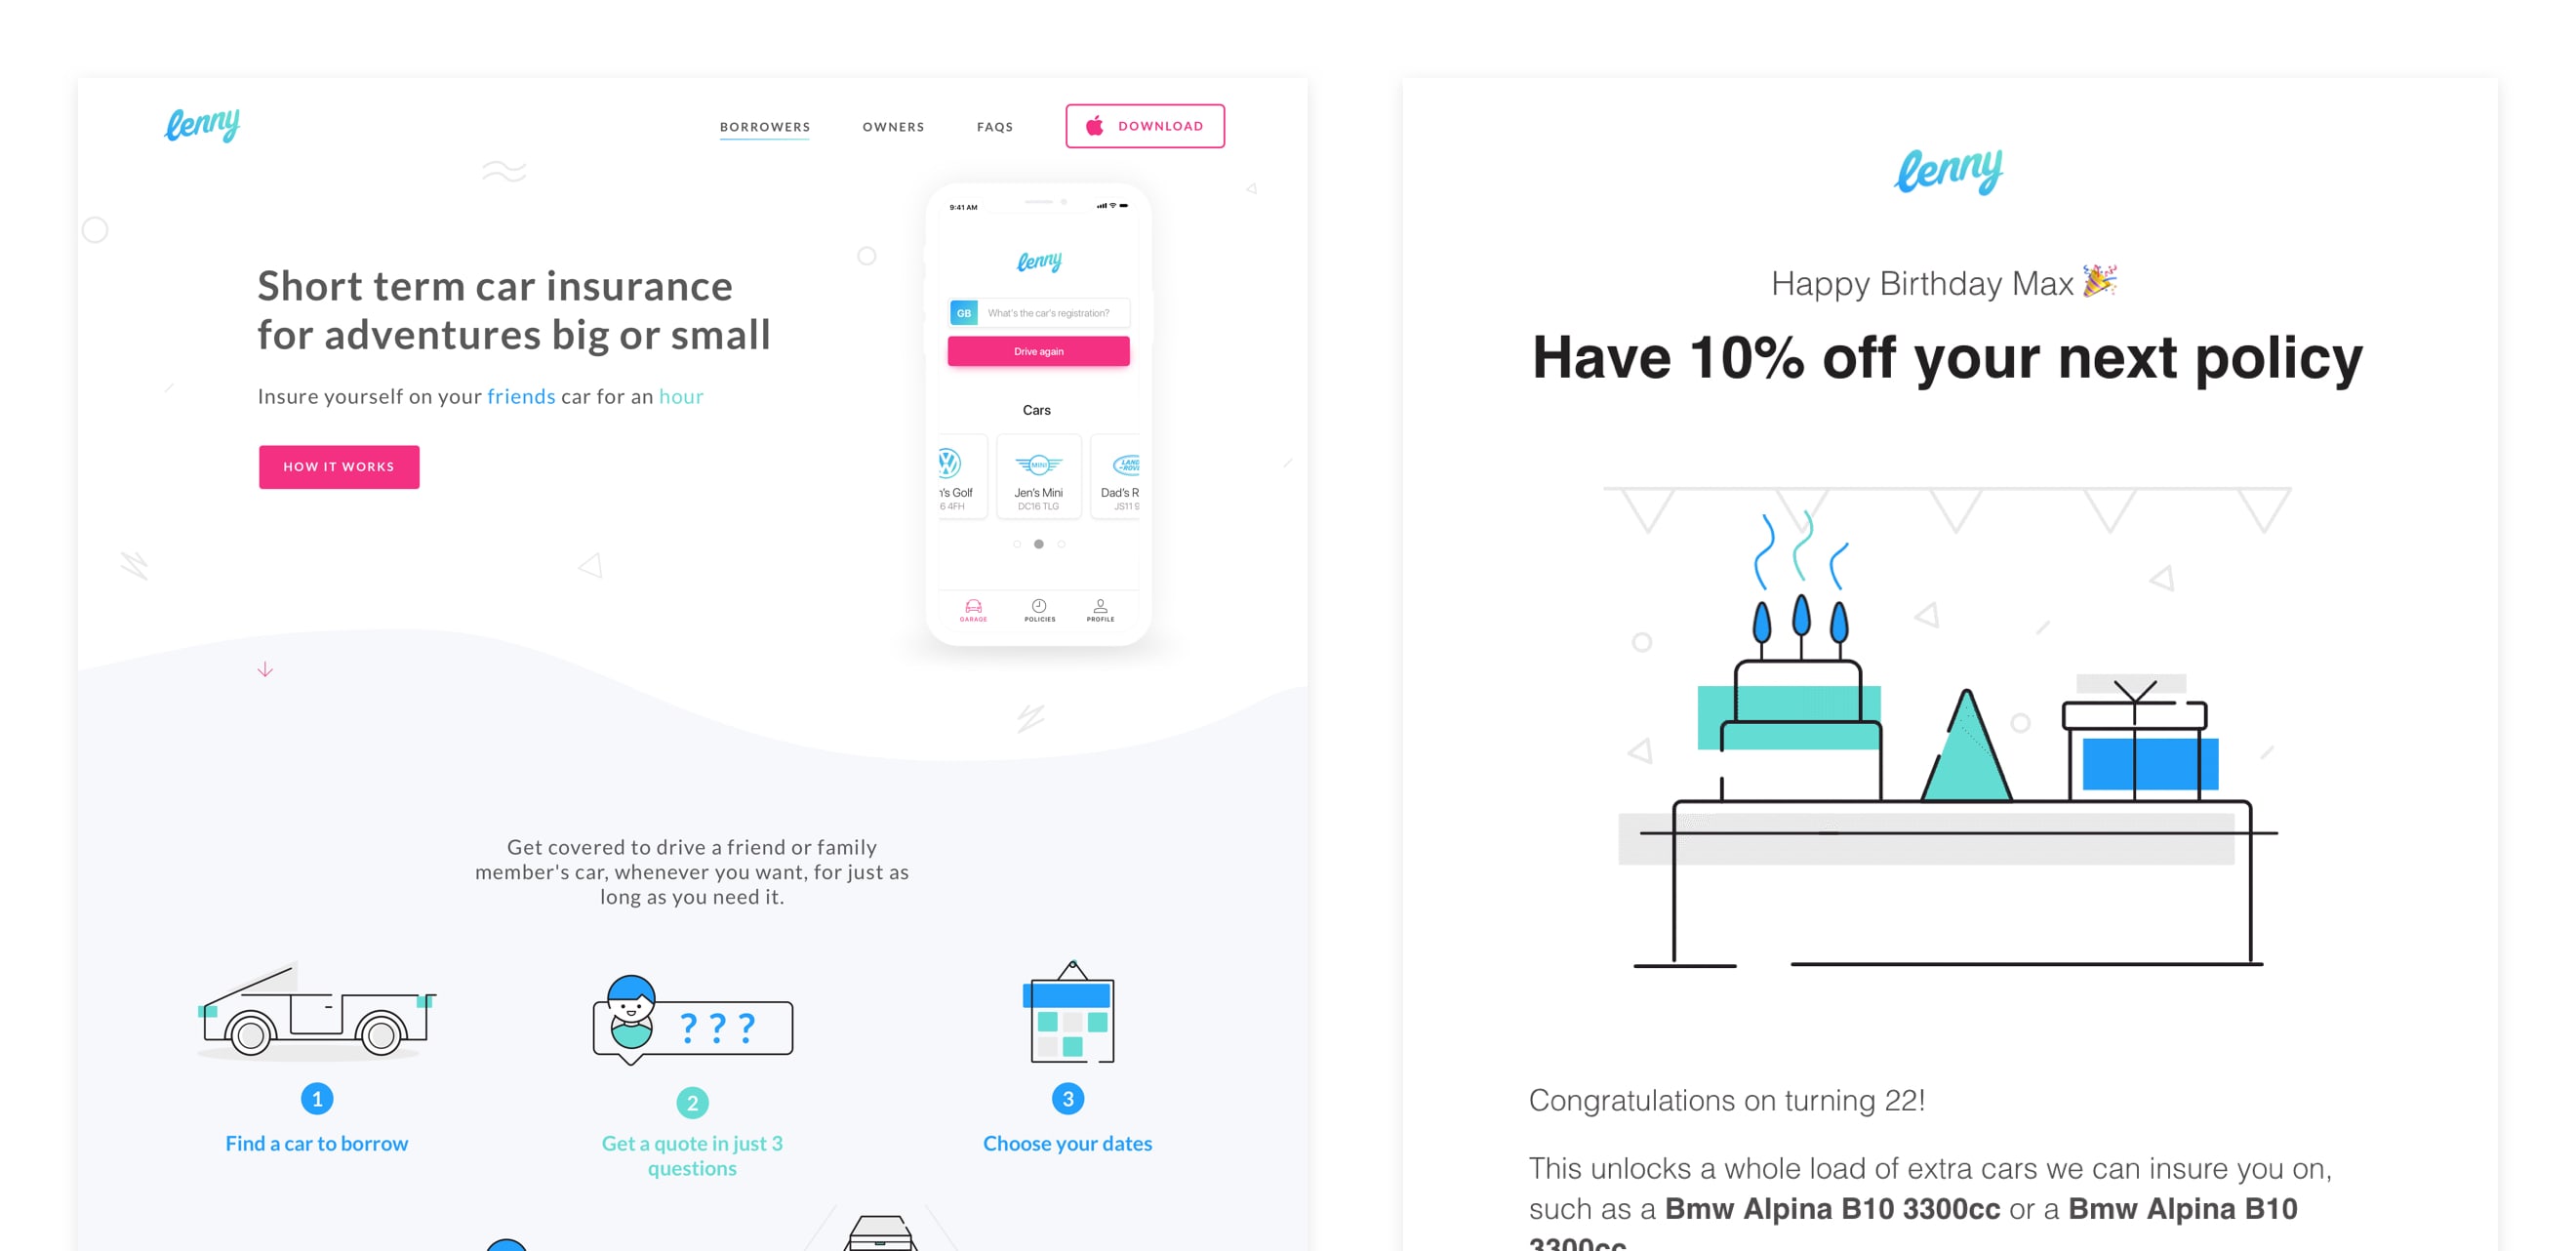 lenny
BORROWERS
OWNERS
FAQS
DOWNLOAD
Short term car insurance
for adventures big or small
Insure yourself on your friends car for an hour
HOW IT WORKS
9:41 AM
lenny
GB
What's the car's registration?
Drive again
Cars
MINI
LAND
ROVE
n's Golf
6 4FH
Jen's Mini
DC16 TLG
Dad's R
JS11 9
GARAGE
POLICIES
PROFILE
Get covered to drive a friend or family
member's car, whenever you want, for just as
long as you need it.
? ? ?
1
Find a car to borrow
2
Get a quote in just 3
questions
3
Choose your dates
lenny
Happy Birthday Max
Have 10% off your next policy
Congratulations on turning 22!
This unlocks a whole load of extra cars we can insure you on,
such as a Bmw Alpina B10 3300cc or a Bmw Alpina B10
3300cc